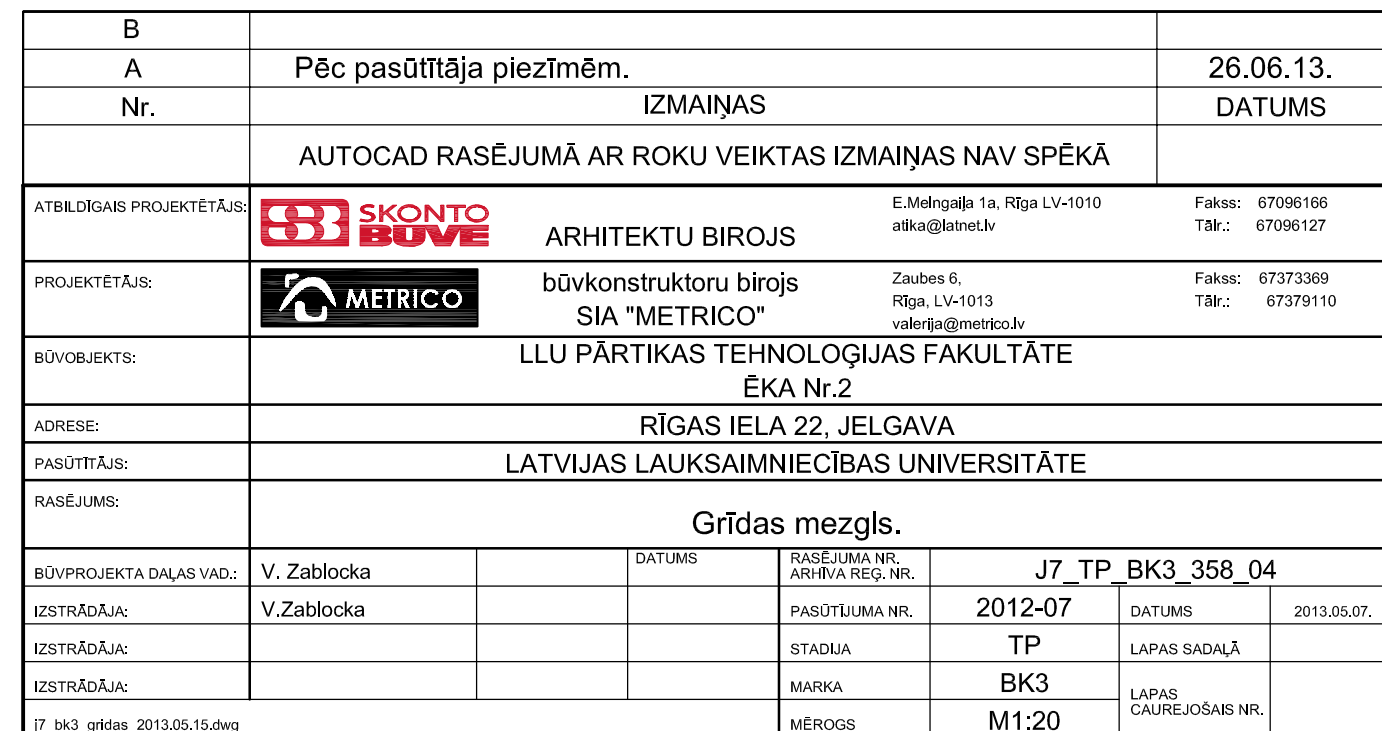 B
A Pēc pasūtītāja piezīmēm. 26.06.13.
Nr. IZMAIŅAS DATUMS
AUTOCAD RASĒJUMĀ AR ROKU VEIKTAS IZMAIŅAS NAV SPĒKĀ
ATBILDĪGAIS PROJEKTĒTĀJS:
SKONTO
BŪVE
ARHITEKTU BIROJS
E.Melngaiļa 1a, Rīga LV-1010
atika@latnet.lv
Fakss: 67096166
Tālr.: 67096127
PROJEKTĒTĀJS:
METRICO
būvkonstruktoru birojs
SIA "METRICO"
Zaubes 6,
Rīga, LV-1013
valerija@metrico.lv
Fakss: 67373369
Tālr.: 67379110
BŪVOBJEKTS:
LLU PĀRTIKAS TEHNOLOĢIJAS FAKULTĀTE
ĒKA Nr.2
ADRESE: RĪGAS IELA 22, JELGAVA
PASŪTĪTĀJS: LATVIJAS LAUKSAIMNIECĪBAS UNIVERSITĀTE
RASĒJUMS:
Grīdas mezgls.
DATUMS
BŪVPROJEKTA DAĻAS VAD.: V. Zablocka
RASĒJUMA NR.
ARHĪVA REĢ. NR.
J7_TP_BK3_358_04
IZSTRĀDĀJA: V.Zablocka PASŪTĪJUMA NR. 2012-07 DATUMS 2013.05.07.
IZSTRĀDĀJA: STADIJA TP LAPAS SADAĻĀ
IZSTRĀDĀJA: MARKA BK3
LAPAS
CAUREJOŠAIS NR.
j7_bk3_gridas_2013.05.15.dwg MĒROGS M1:20